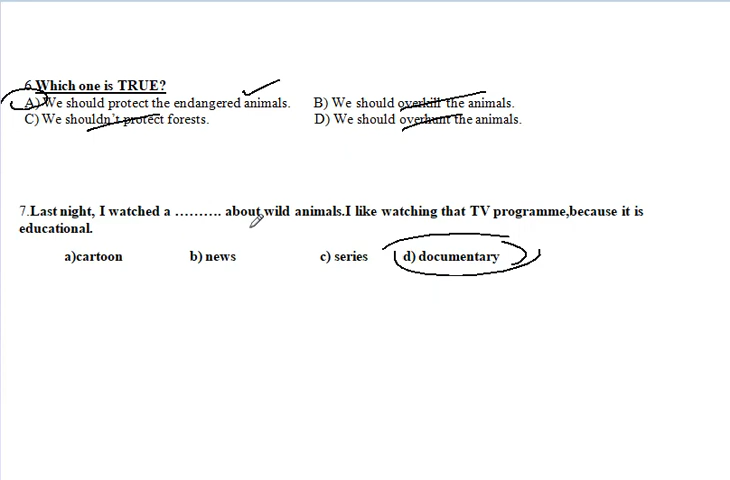 6.Which one is TRUE?
A) We should protect the endangered animals. B) We should overkill the animals.
C) We shouldn't protect forests. D) We should overhunt the animals.
7.Last night, I watched a ………. about wild animals.I like watching that TV programme,because it is
educational.
a)cartoon b) news c) series d) documentary